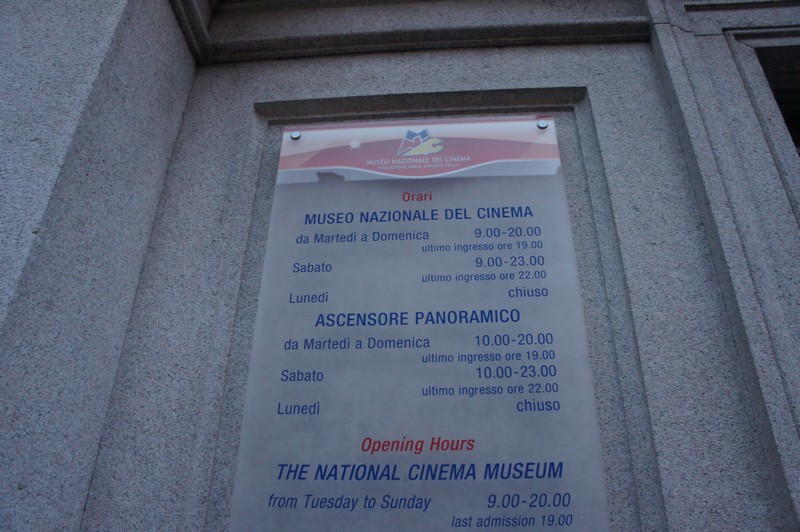 MUSEO NAZIONALE DEL CINEMA
Orari
MUSEO NAZIONALE DEL CINEMA
da Martedì a Domenica 9.00-20.00
ultimo ingresso ore 19.00
Sabato 9.00-23.00
ultimo ingresso ore 22.00
Lunedì chiuso
ASCENSORE PANORAMICO
da Martedì a Domenica 10.00-20.00
ultimo ingresso ore 19.00
Sabato 10.00-23.00
ultimo ingresso ore 22.00
Lunedì chiuso
Opening Hours
THE NATIONAL CINEMA MUSEUM
from Tuesday to Sunday 9.00-20.00
last admission 19.00